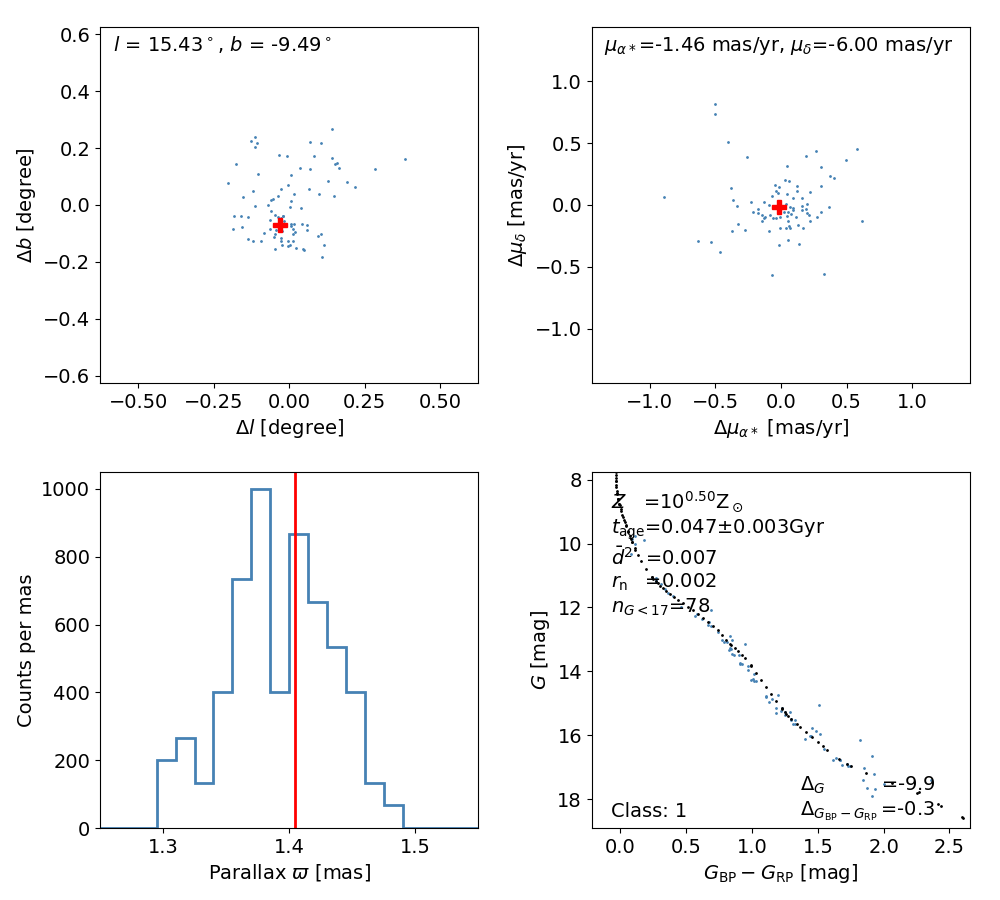 l = 15.43°, b = -9.49°
0.6
0.4
0.2
0.0
−0.2
−0.4
−0.6
Δb [degree]
−0.50 −0.25 0.00 0.25 0.50
Δl [degree]
μα*=-1.46 mas/yr, μδ=-6.00 mas/yr
1.0
0.5
0.0
−0.5
−1.0
Δμδ [mas/yr]
−1.0 −0.5 0.0 0.5 1.0
Δμα* [mas/yr]
1000
800
600
400
200
0
Counts per mas
1.3 1.4 1.5
Parallax ϖ [mas]
8
10
12
14
16
18
G [mag]
Z =10^0.50 Z⊙
t_age=0.047±0.003Gyr
d̄² =0.007
r_n =0.002
n_G<17=78
Δ_G =-9.9
Δ_G_BP−G_RP =-0.3
Class: 1
0.0 0.5 1.0 1.5 2.0 2.5
G_BP − G_RP [mag]